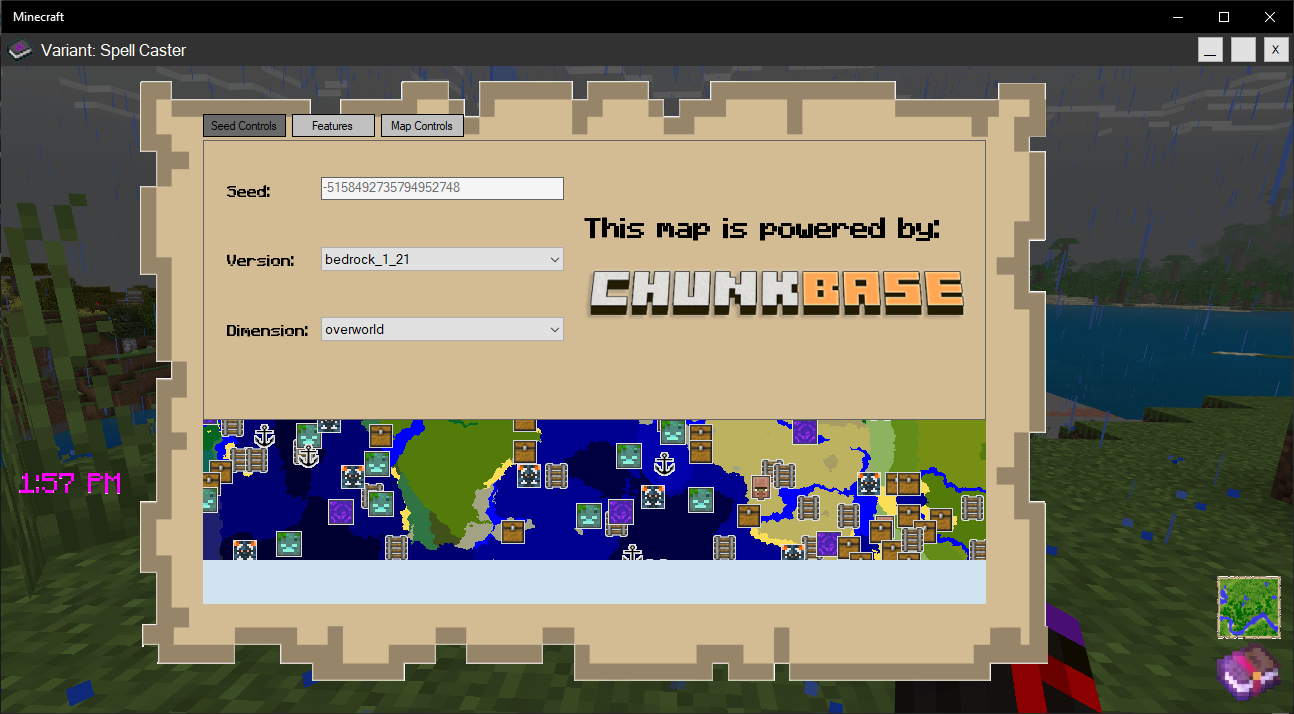 Minecraft
Variant: Spell Caster
X
Seed Controls
Features
Map Controls
Seed:
-5158492735794952748
This map is powered by:
Version:
bedrock_1_21
CHUNKBASE
Dimension:
overworld
1:57 PM